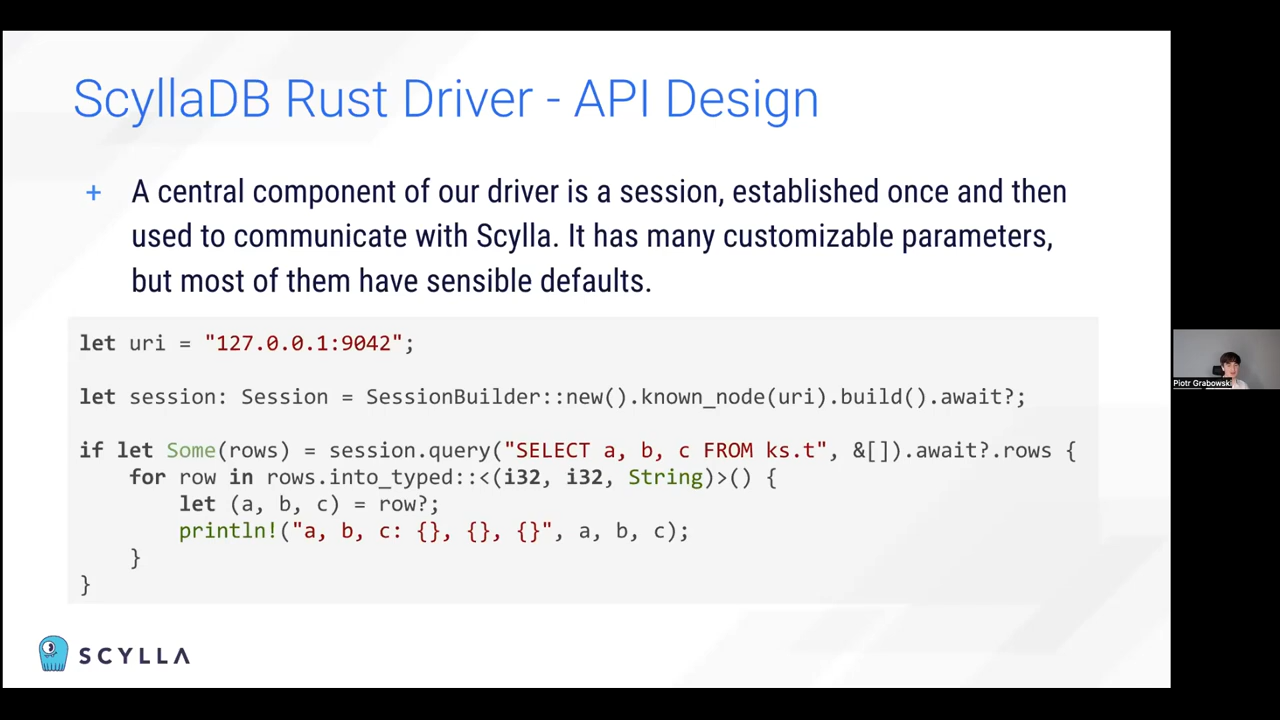 ScyllaDB Rust Driver - API Design
+ A central component of our driver is a session, established once and then
used to communicate with Scylla. It has many customizable parameters,
but most of them have sensible defaults.
let uri = "127.0.0.1:9042";
let session: Session = SessionBuilder::new().known_node(uri).build().await?;
if let Some(rows) = session.query("SELECT a, b, c FROM ks.t", &[]).await?.rows {
for row in rows.into_typed::<(i32, i32, String)>() {
let (a, b, c) = row?;
println!("a, b, c: {}, {}, {}", a, b, c);
}
}
SCYLLA
Piotr Grabowski